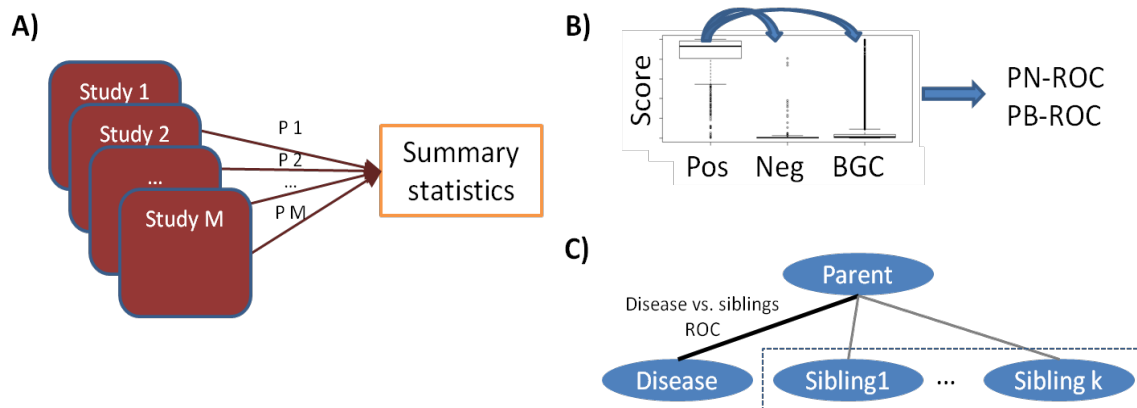 A)
Study 1
Study 2
...
Study M
P 1
P 2
...
P M
Summary
statistics
B)
Score
Pos Neg BGC
PN-ROC
PB-ROC
C)
Parent
Disease vs. siblings
ROC
Disease
Sibling1
...
Sibling k